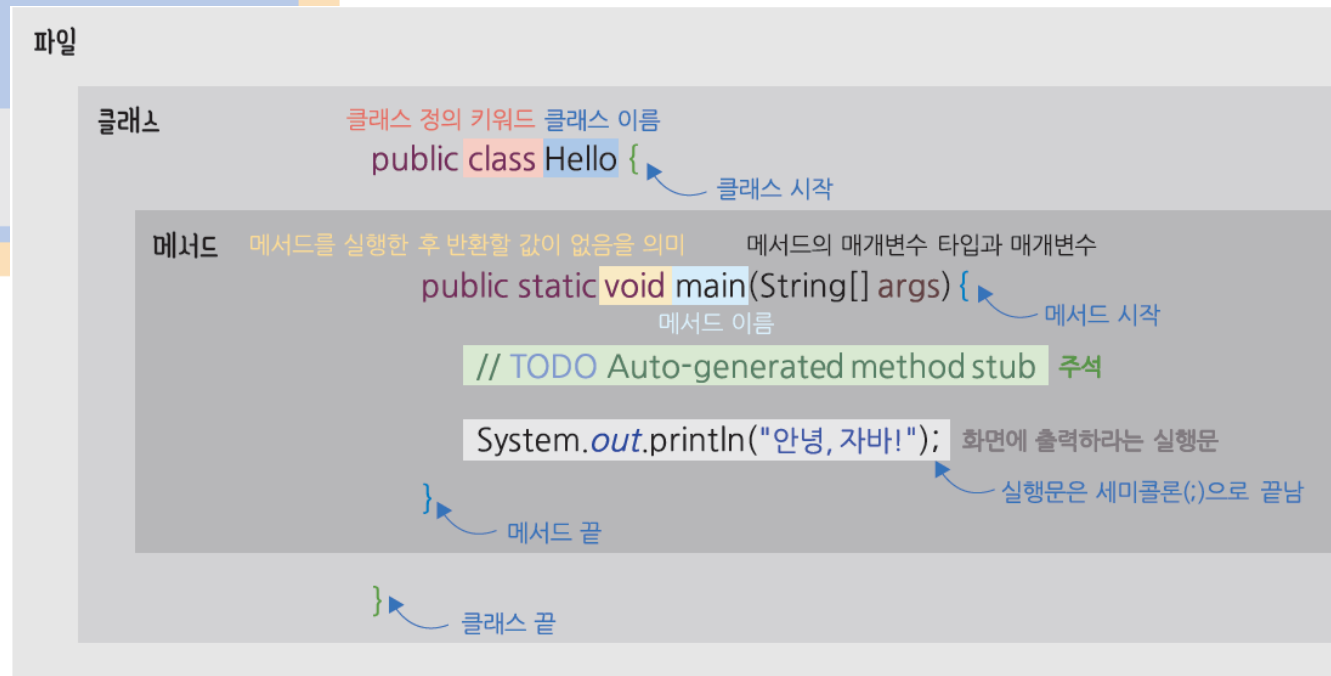 파일
클래스
클래스 정의 키워드 클래스 이름
public class Hello {
클래스 시작
메서드
메서드를 실행한 후 반환할 값이 없음을 의미
메서드의 매개변수 타입과 매개변수
public static void main(String[] args) {
메서드 시작
메서드 이름
// TODO Auto-generated method stub 주석
System.out.println("안녕, 자바!"); 화면에 출력하라는 실행문
실행문은 세미콜론(;)으로 끝남
}
메서드 끝
}
클래스 끝